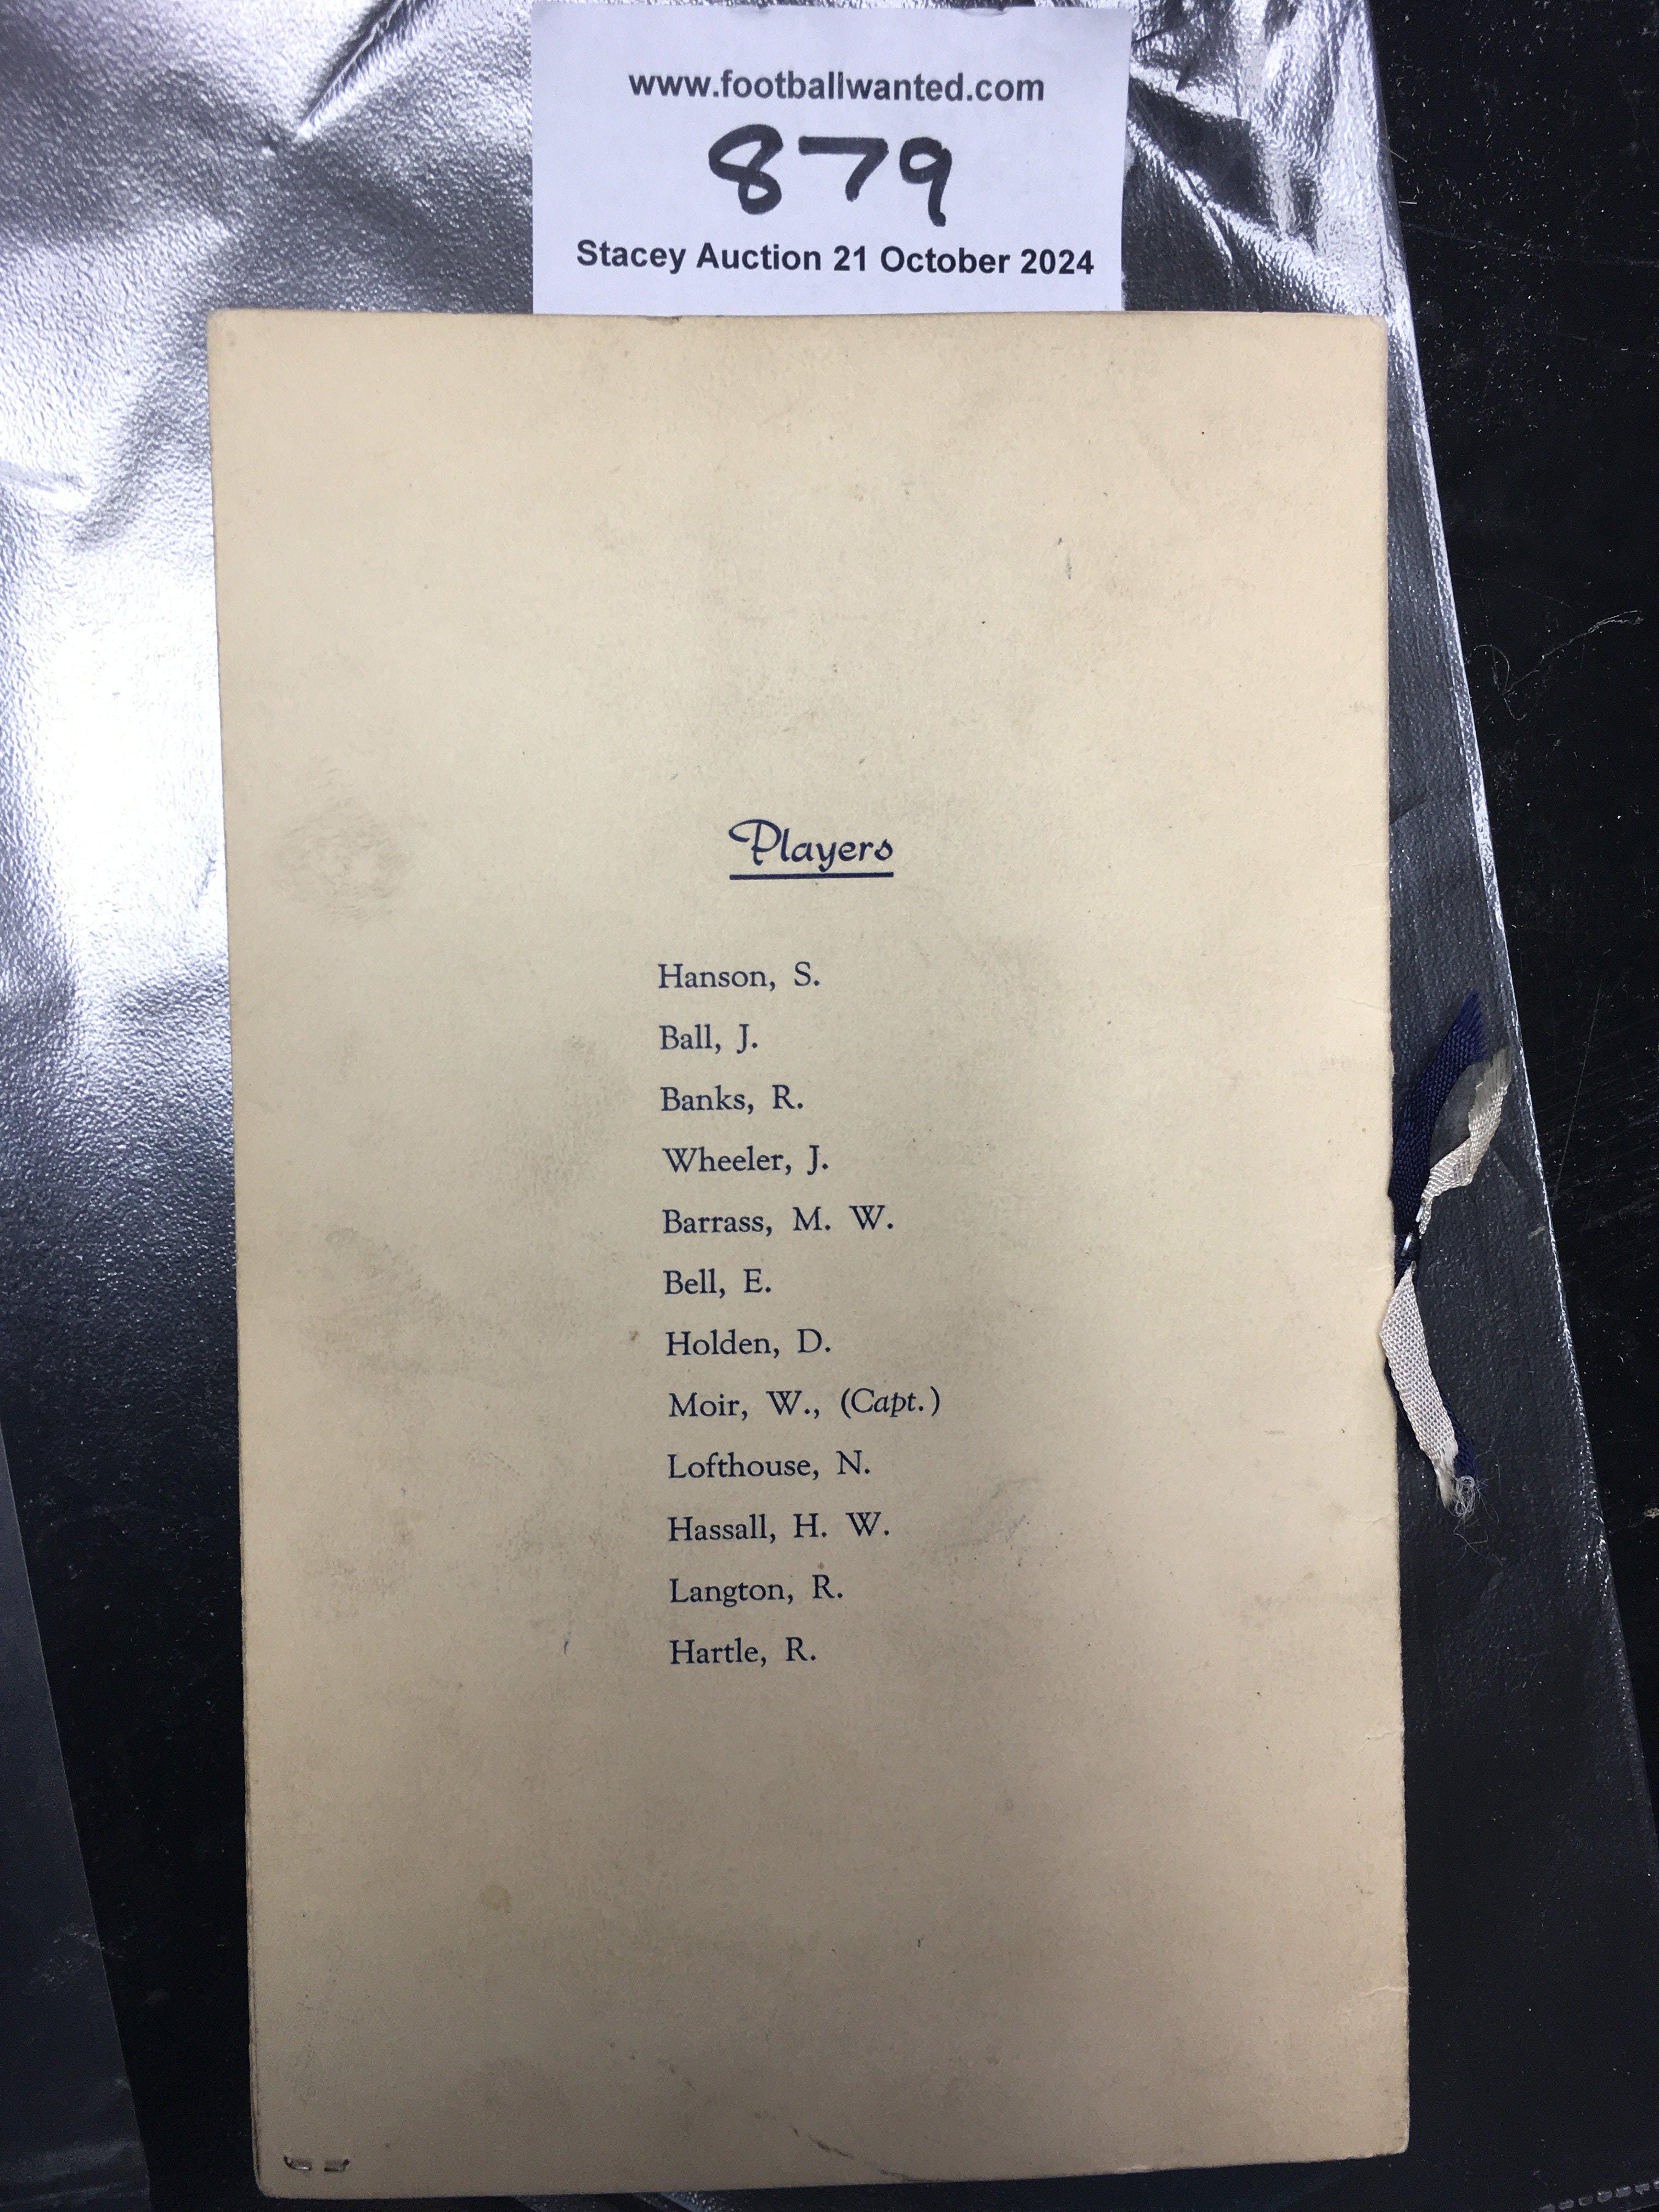 www.footballwanted.com
879
Stacey Auction 21 October 2024
Players
Hanson, S.
Ball, J.
Banks, R.
Wheeler, J.
Barrass, M. W.
Bell, E.
Holden, D.
Moir, W., (Capt.)
Lofthouse, N.
Hassall, H. W.
Langton, R.
Hartle, R.